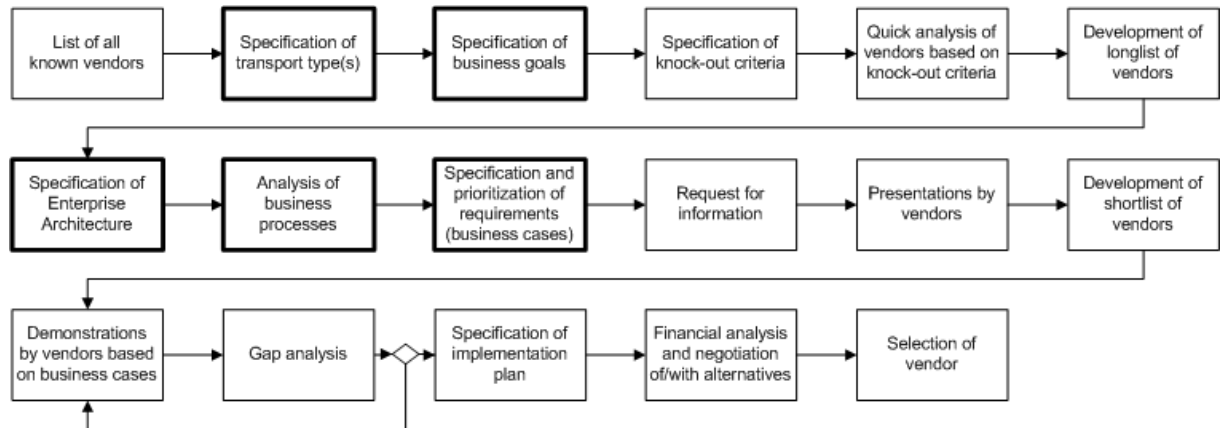 List of all
known vendors
Specification of
transport type(s)
Specification of
business goals
Specification of
knock-out criteria
Quick analysis of
vendors based on
knock-out criteria
Development of
longlist of
vendors
Specification of
Enterprise
Architecture
Analysis of
business
processes
Specification and
prioritization of
requirements
(business cases)
Request for
information
Presentations by
vendors
Development of
shortlist of
vendors
Demonstrations
by vendors based
on business cases
Gap analysis
Specification of
implementation
plan
Financial analysis
and negotiation
of/with alternatives
Selection of
vendor